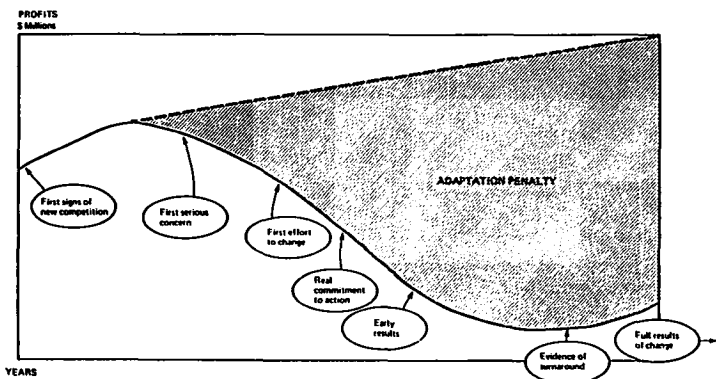 PROFITS
$ Millions
ADAPTATION PENALTY
First signs of
new competition
First serious
concern
First effort
to change
Real
commitment
to action
Early
results
Evidence of
turnaround
Full results
of change
YEARS